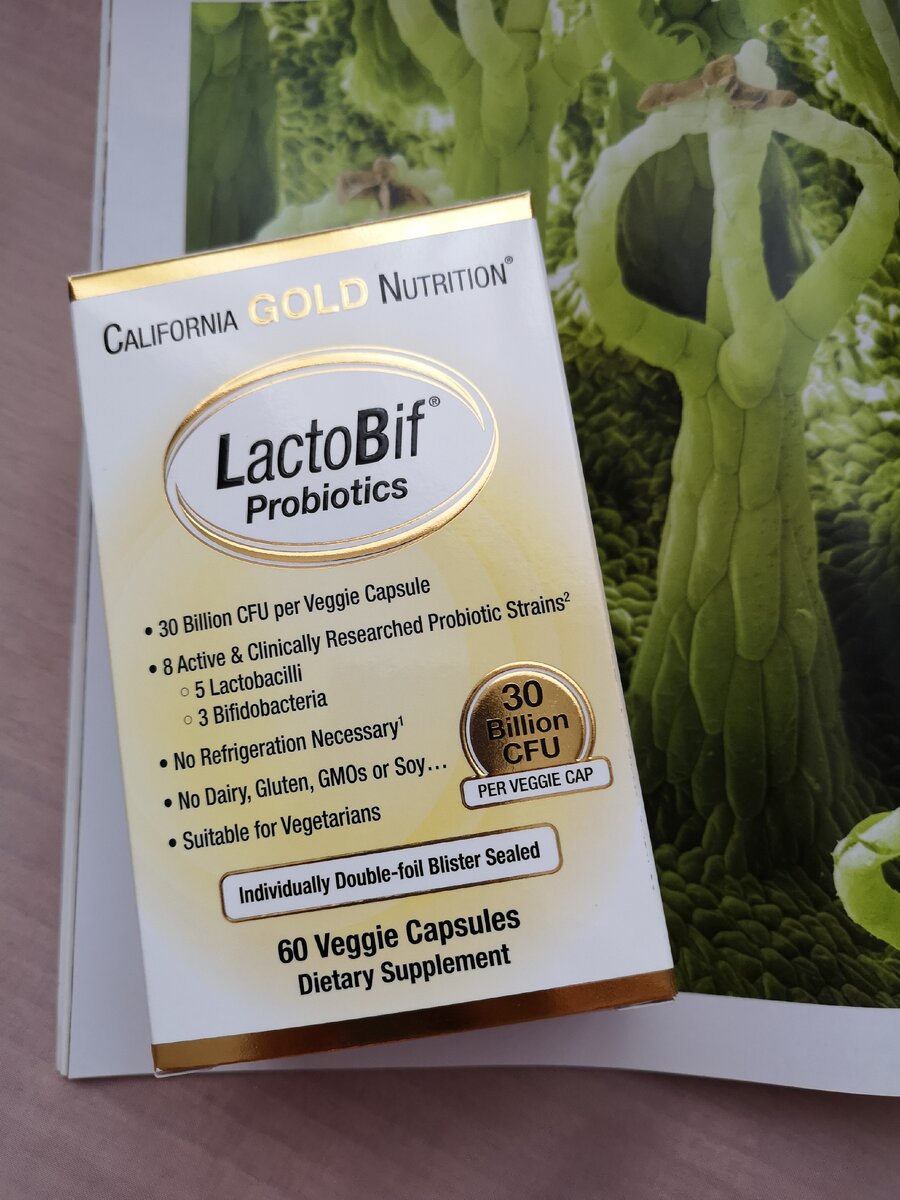 CALIFORNIA GOLD NUTRITION®
LactoBif®
Probiotics
• 30 Billion CFU per Veggie Capsule
• 8 Active & Clinically Researched Probiotic Strains²
○ 5 Lactobacilli
○ 3 Bifidobacteria
• No Refrigeration Necessary¹
• No Dairy, Gluten, GMOs or Soy...
• Suitable for Vegetarians
30
Billion
CFU
PER VEGGIE CAP
Individually Double-foil Blister Sealed
60 Veggie Capsules
Dietary Supplement